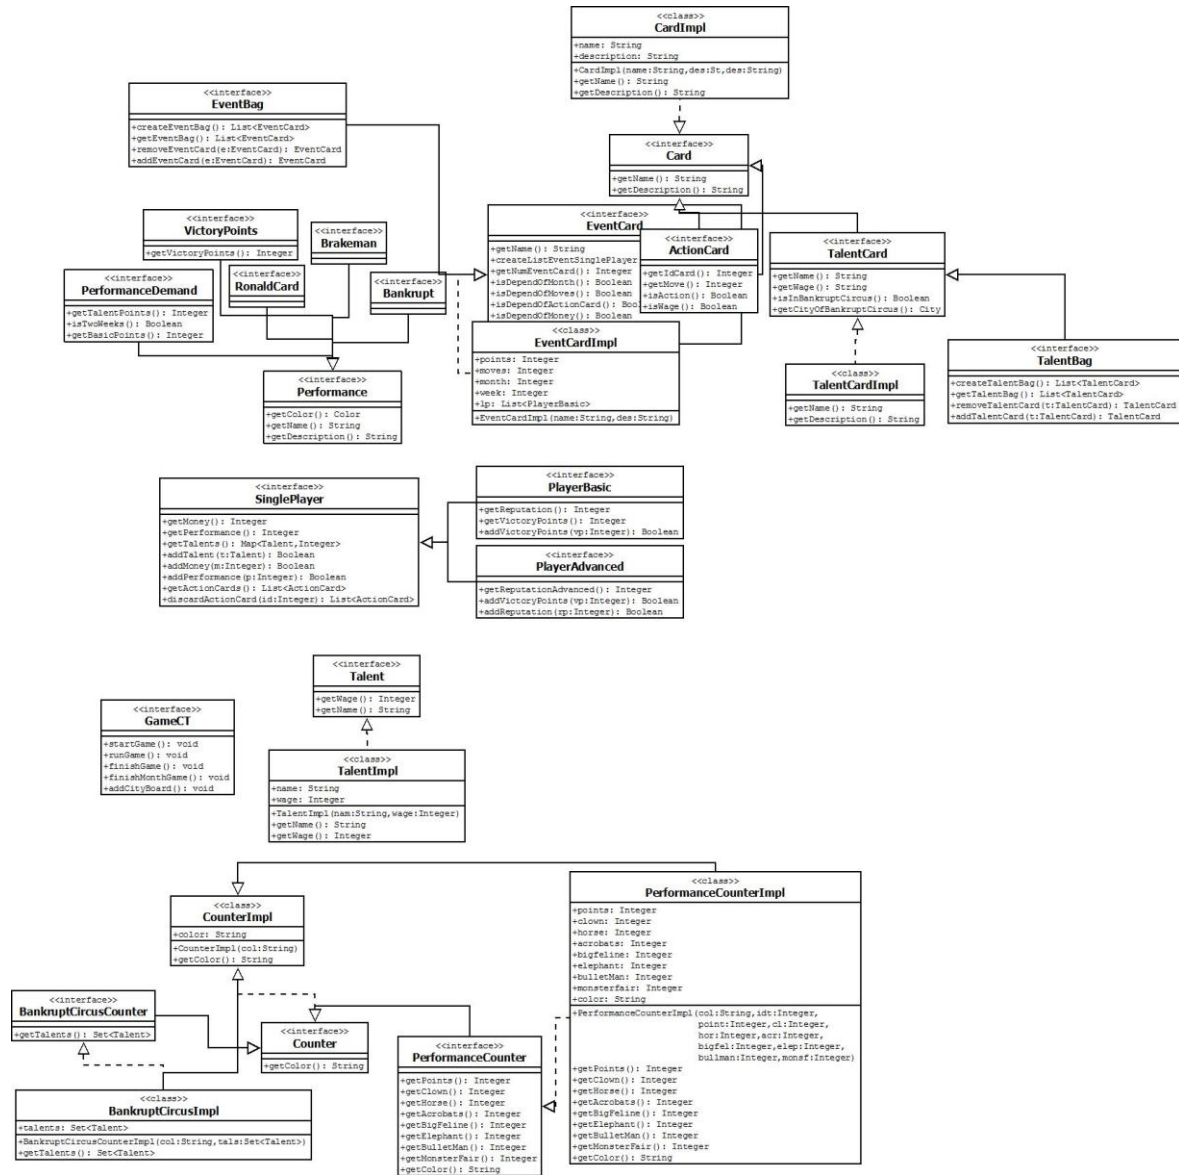 <<class>>
CardImpl
+name: String
+description: String
+CardImpl(name:String,des:St,des:String)
+getName(): String
+getDescription(): String
<<interface>>
EventBag
+createEventBag(): List<EventCard>
+getEventBag(): List<EventCard>
+removeEventCard(e:EventCard): EventCard
+addEventCard(e:EventCard): EventCard
<<interface>>
Card
+getName(): String
+getDescription(): String
<<interface>>
VictoryPoints
+getVictoryPoints(): Integer
<<interface>>
Brakeman
<<interface>>
EventCard
+getName(): String
+createListEventSinglePlayer
+getNumEventCard(): Integer
+isDependOfMonth(): Boolean
+isDependOfMoves(): Boolean
+isDependOfActionCard(): Bool
+isDependOfMoney(): Boolean
<<interface>>
ActionCard
+getIdCard(): Integer
+getMove(): Integer
+isAction(): Boolean
+isWage(): Boolean
<<interface>>
TalentCard
+getName(): String
+getWage(): String
+isInBankruptCircus(): Boolean
+getCityOfBankruptCircus(): City
<<interface>>
PerformanceDemand
+getTalentPoints(): Integer
+isTwoWeeks(): Boolean
+getBasicPoints(): Integer
<<interface>>
RonaldCard
<<interface>>
Bankrupt
<<class>>
EventCardImpl
+points: Integer
+moves: Integer
+month: Integer
+week: Integer
+lp: List<PlayerBasic>
+EventCardImpl(name:String,des:String)
<<interface>>
TalentBag
+createTalentBag(): List<TalentCard>
+getTalentBag(): List<TalentCard>
+removeTalentCard(t:TalentCard): TalentCard
+addTalentCard(t:TalentCard): TalentCard
<<class>>
TalentCardImpl
+getName(): String
+getDescription(): String
<<interface>>
Performance
+getColor(): Color
+getName(): String
+getDescription(): String
<<interface>>
SinglePlayer
+getMoney(): Integer
+getPerformance(): Integer
+getTalents(): Map<Talent,Integer>
+addTalent(t:Talent): Boolean
+addMoney(m:Integer): Boolean
+addPerformance(p:Integer): Boolean
+getActionCards(): List<ActionCard>
+discardActionCard(id:Integer): List<ActionCard>
<<interface>>
PlayerBasic
+getReputation(): Integer
+getVictoryPoints(): Integer
+addVictoryPoints(vp:Integer): Boolean
<<interface>>
PlayerAdvanced
+getReputationAdvanced(): Integer
+addVictoryPoints(vp:Integer): Boolean
+addReputation(rp:Integer): Boolean
<<interface>>
Talent
+getWage(): Integer
+getName(): String
<<interface>>
GameCT
+startGame(): void
+runGame(): void
+finishGame(): void
+finishMonthGame(): void
+addCityBoard(): void
<<class>>
TalentImpl
+name: String
+wage: Integer
+TalentImpl(nam:String,wage:Integer)
+getName(): String
+getWage(): Integer
<<class>>
CounterImpl
+color: String
+CounterImpl(col:String)
+getColor(): String
<<class>>
PerformanceCounterImpl
+points: Integer
+clown: Integer
+horse: Integer
+acrobats: Integer
+bigfeline: Integer
+elephant: Integer
+bulletMan: Integer
+monsterfair: Integer
+color: String
+PerformanceCounterImpl(col:String,idt:Integer,
point:Integer,cl:Integer,
hor:Integer,acr:Integer,
bigfel:Integer,elep:Integer,
bullman:Integer,monsf:Integer)
+getPoints(): Integer
+getClown(): Integer
+getHorse(): Integer
+getAcrobats(): Integer
+getBigFeline(): Integer
+getElephant(): Integer
+getBulletMan(): Integer
+getMonsterFair(): Integer
+getColor(): String
<<interface>>
BankruptCircusCounter
+getTalents(): Set<Talent>
<<interface>>
Counter
+getColor(): String
<<interface>>
PerformanceCounter
+getPoints(): Integer
+getClown(): Integer
+getHorse(): Integer
+getAcrobats(): Integer
+getBigFeline(): Integer
+getElephant(): Integer
+getBulletMan(): Integer
+getMonsterFair(): Integer
+getColor(): String
<<class>>
BankruptCircusImpl
+talents: Set<Talent>
+BankruptCircusCounterImpl(col:String,tals:Set<Talent>)
+getTalents(): Set<Talent>